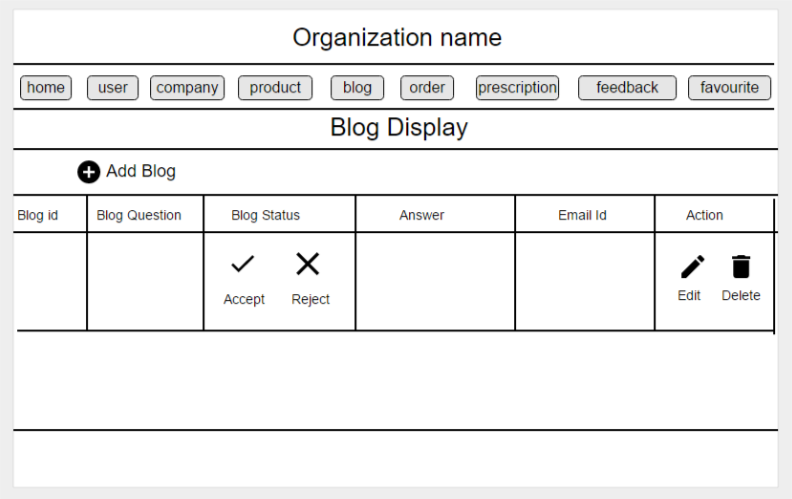 Organization name
home user company product blog order prescription feedback favourite
Blog Display
Add Blog
Blog id Blog Question Blog Status Answer Email Id Action
Accept Reject Edit Delete